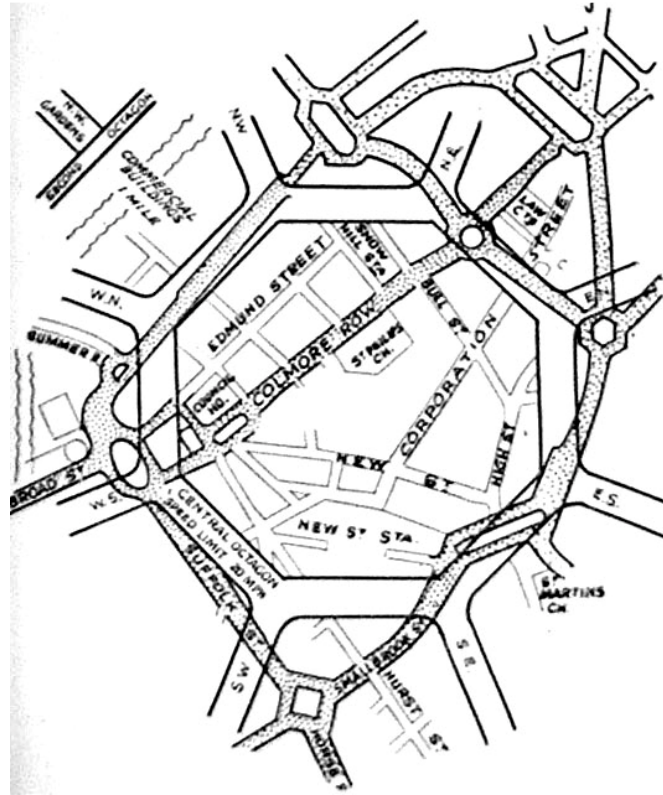 J
N.W.
GARDENS
SECOND OCTAGON
COMMERCIAL
BUILDINGS
1 MILE
NW
N.E.
LAW
CTS
STREET
SNOW
HILL STA
EDMUND STREET
BULL ST
C
E
W.N.
SUMMER
COLMORE ROW
ST PHILIPS
CH.
CORPORATION
COUNCIL
HO.
NEW ST.
HIGH ST
BROAD ST
W.S.
E.S.
CENTRAL OCTAGON
SPEED LIMIT 20 MPH
NEW ST STA.
SUFFOLK ST
ST
MARTINS
CH.
SW
SMALLBROOK ST
S.E.
HURST ST
HORSE F